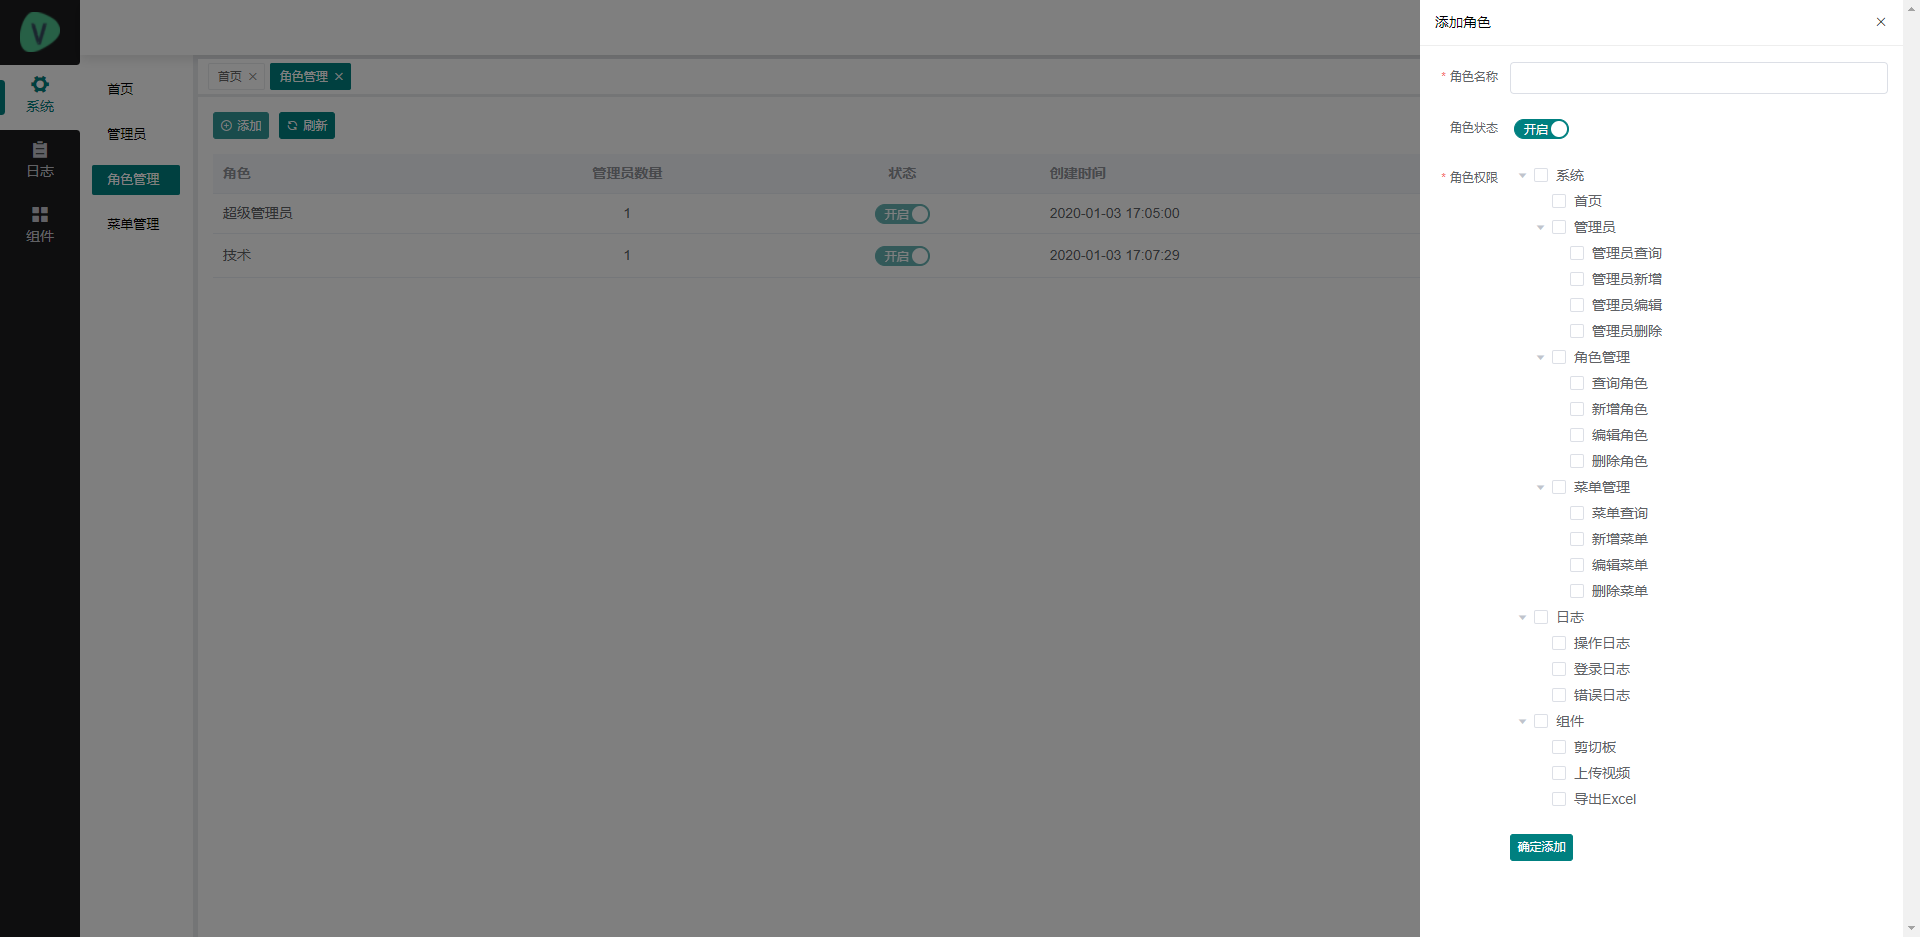 V
系统
日志
组件
首页
管理员
角色管理
菜单管理
首页
角色管理
添加
刷新
角色 管理员数量 状态 创建时间
超级管理员 1 开启 2020-01-03 17:05:00
技术 1 开启 2020-01-03 17:07:29
添加角色
* 角色名称
角色状态 开启
* 角色权限
系统
首页
管理员
管理员查询
管理员新增
管理员编辑
管理员删除
角色管理
查询角色
新增角色
编辑角色
删除角色
菜单管理
菜单查询
新增菜单
编辑菜单
删除菜单
日志
操作日志
登录日志
错误日志
组件
剪切板
上传视频
导出Excel
确定添加